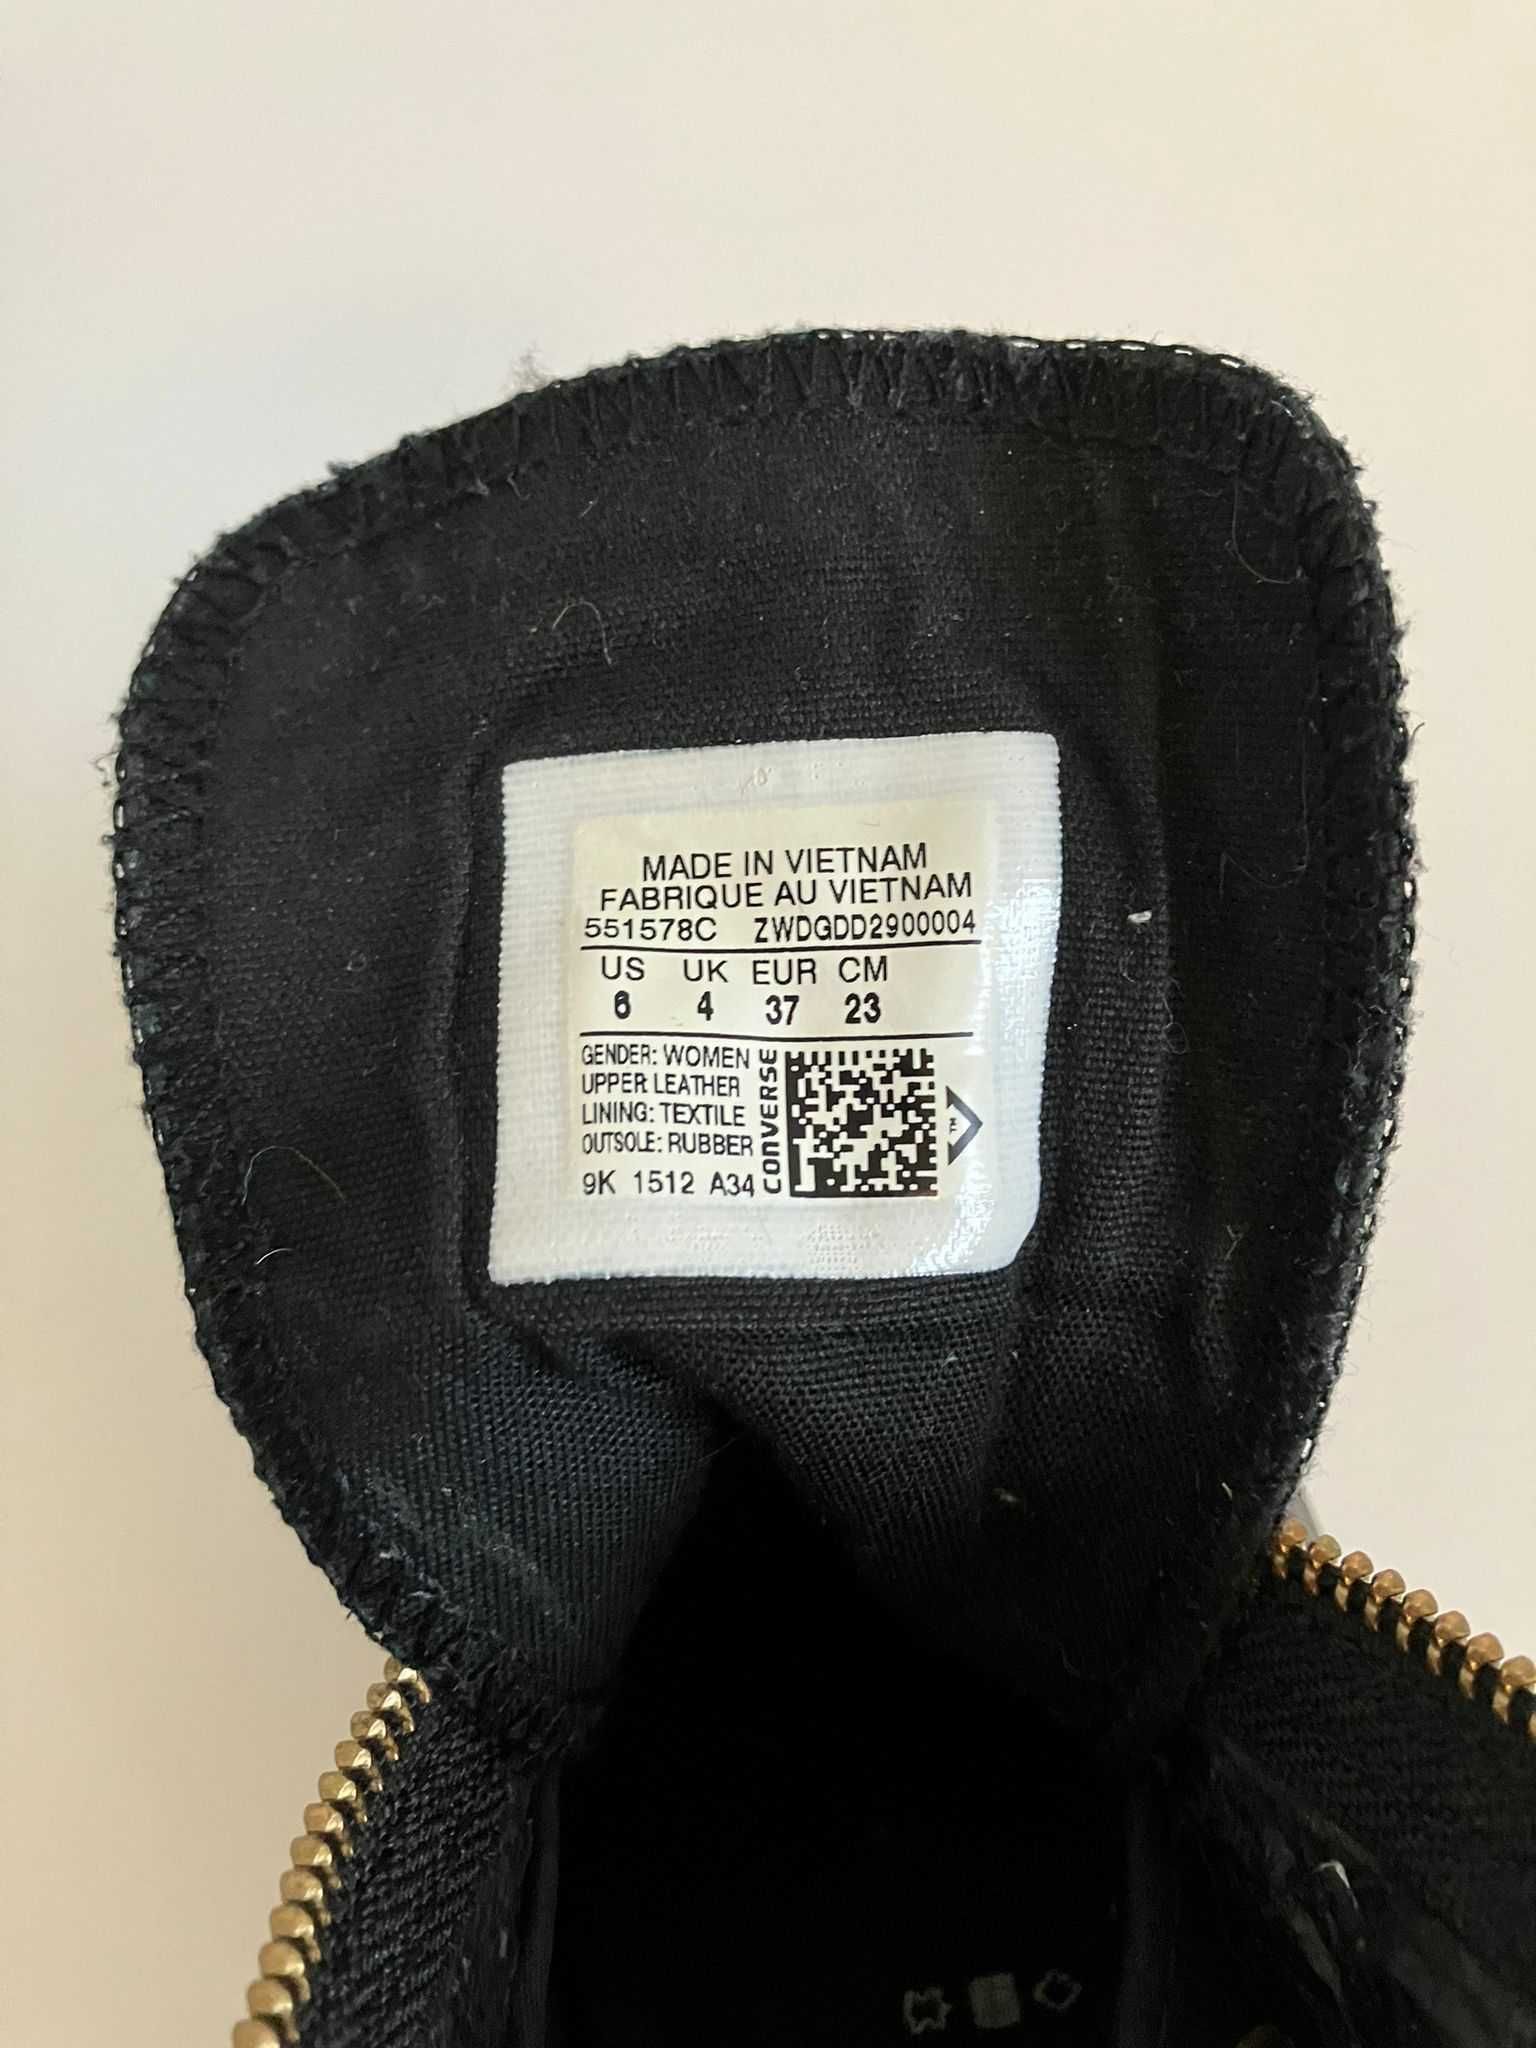 MADE IN VIETNAM
FABRIQUE AU VIETNAM
551578C ZWDGDD2900004
US UK EUR CM
6 4 37 23
GENDER: WOMEN
UPPER LEATHER
LINING: TEXTILE
OUTSOLE: RUBBER
9K 1512 A34
CONVERSE
TM